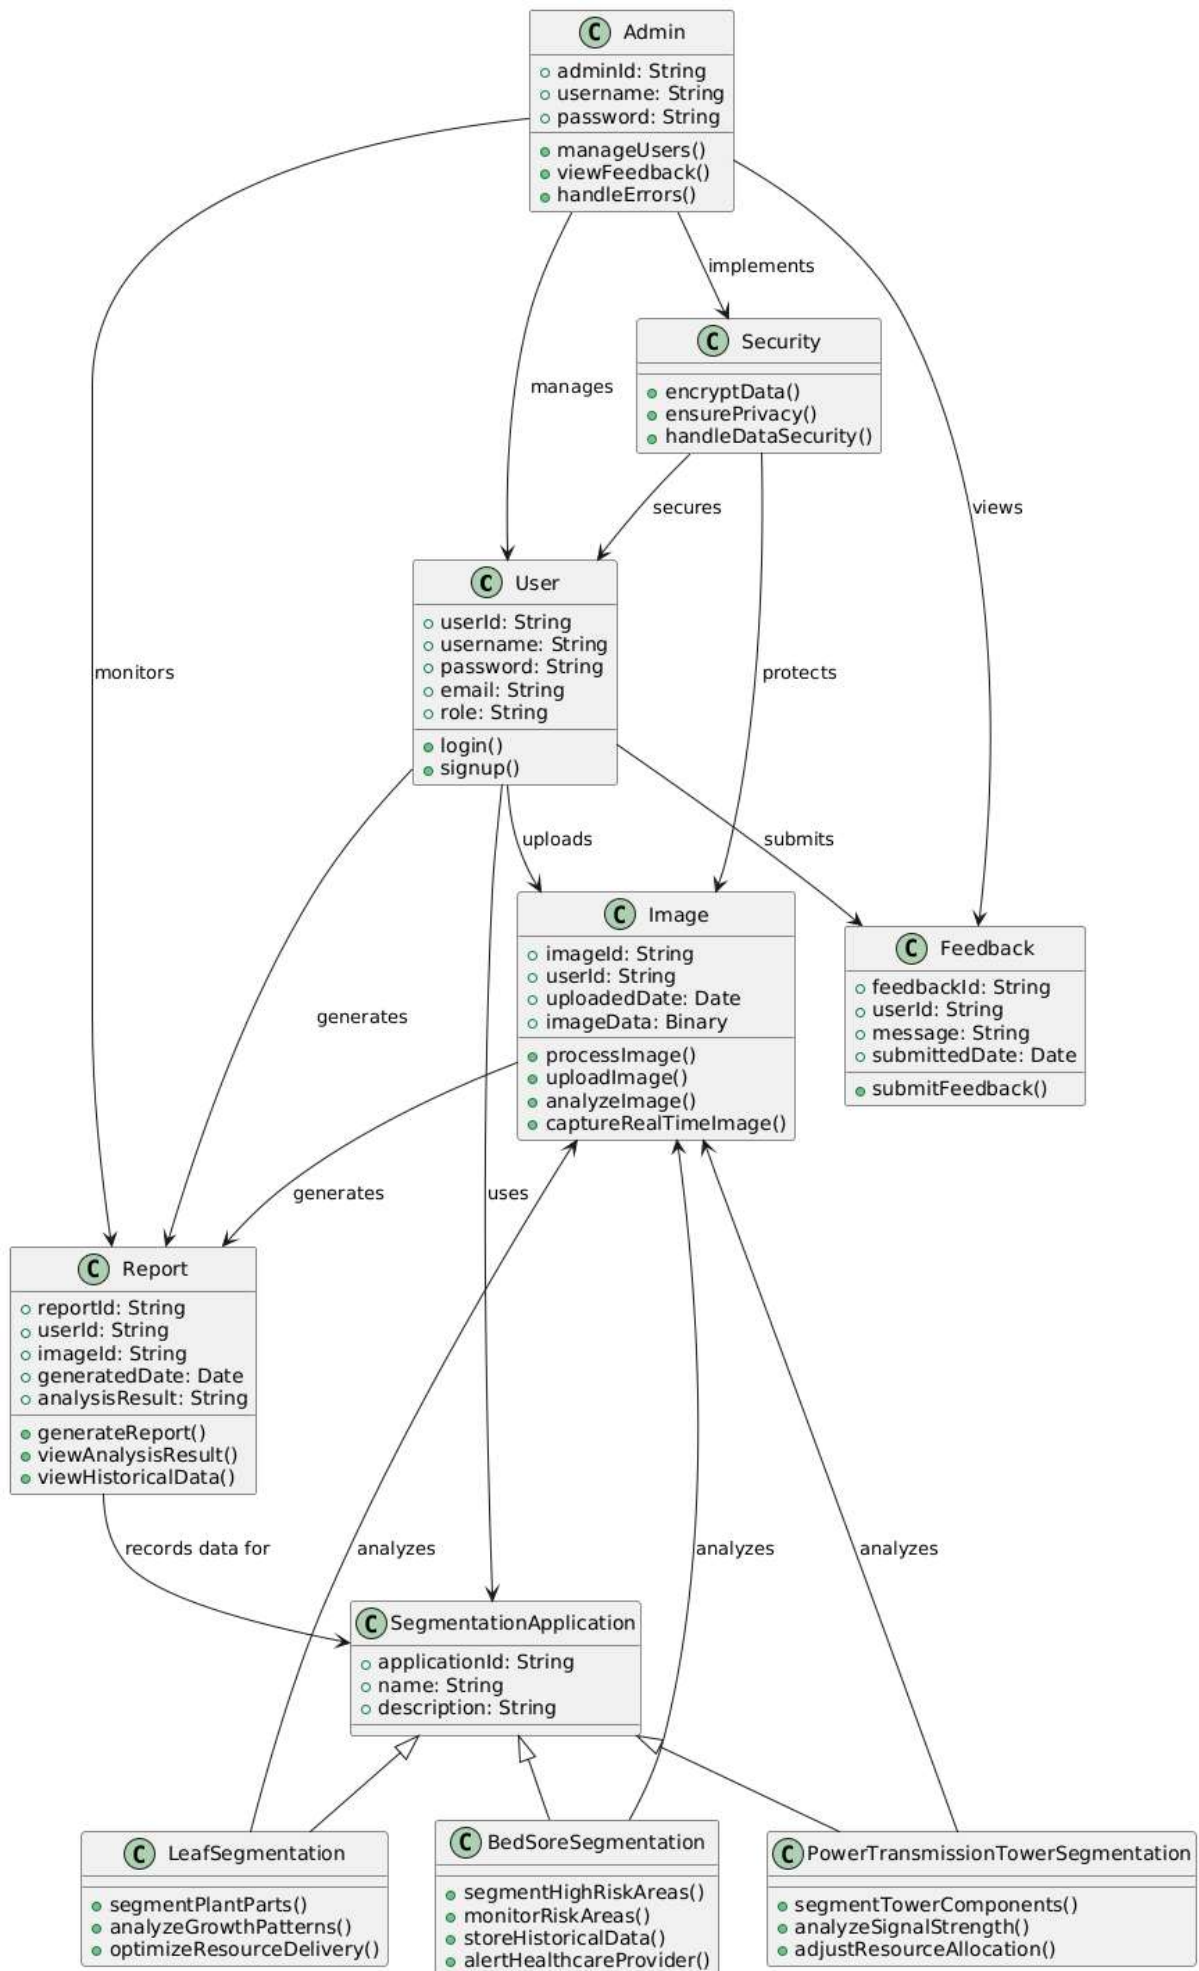 C Admin
adminId: String
username: String
password: String
manageUsers()
viewFeedback()
handleErrors()
implements
C Security
encryptData()
ensurePrivacy()
handleDataSecurity()
manages
secures
views
C User
userId: String
username: String
password: String
email: String
role: String
login()
signup()
monitors
protects
uploads
submits
C Image
imageId: String
userId: String
uploadedDate: Date
imageData: Binary
processImage()
uploadImage()
analyzeImage()
captureRealTimeImage()
C Feedback
feedbackId: String
userId: String
message: String
submittedDate: Date
submitFeedback()
generates
generates
uses
C Report
reportId: String
userId: String
imageId: String
generatedDate: Date
analysisResult: String
generateReport()
viewAnalysisResult()
viewHistoricalData()
records data for
analyzes
analyzes
analyzes
C SegmentationApplication
applicationId: String
name: String
description: String
C LeafSegmentation
segmentPlantParts()
analyzeGrowthPatterns()
optimizeResourceDelivery()
C BedSoreSegmentation
segmentHighRiskAreas()
monitorRiskAreas()
storeHistoricalData()
alertHealthcareProvider()
C PowerTransmissionTowerSegmentation
segmentTowerComponents()
analyzeSignalStrength()
adjustResourceAllocation()